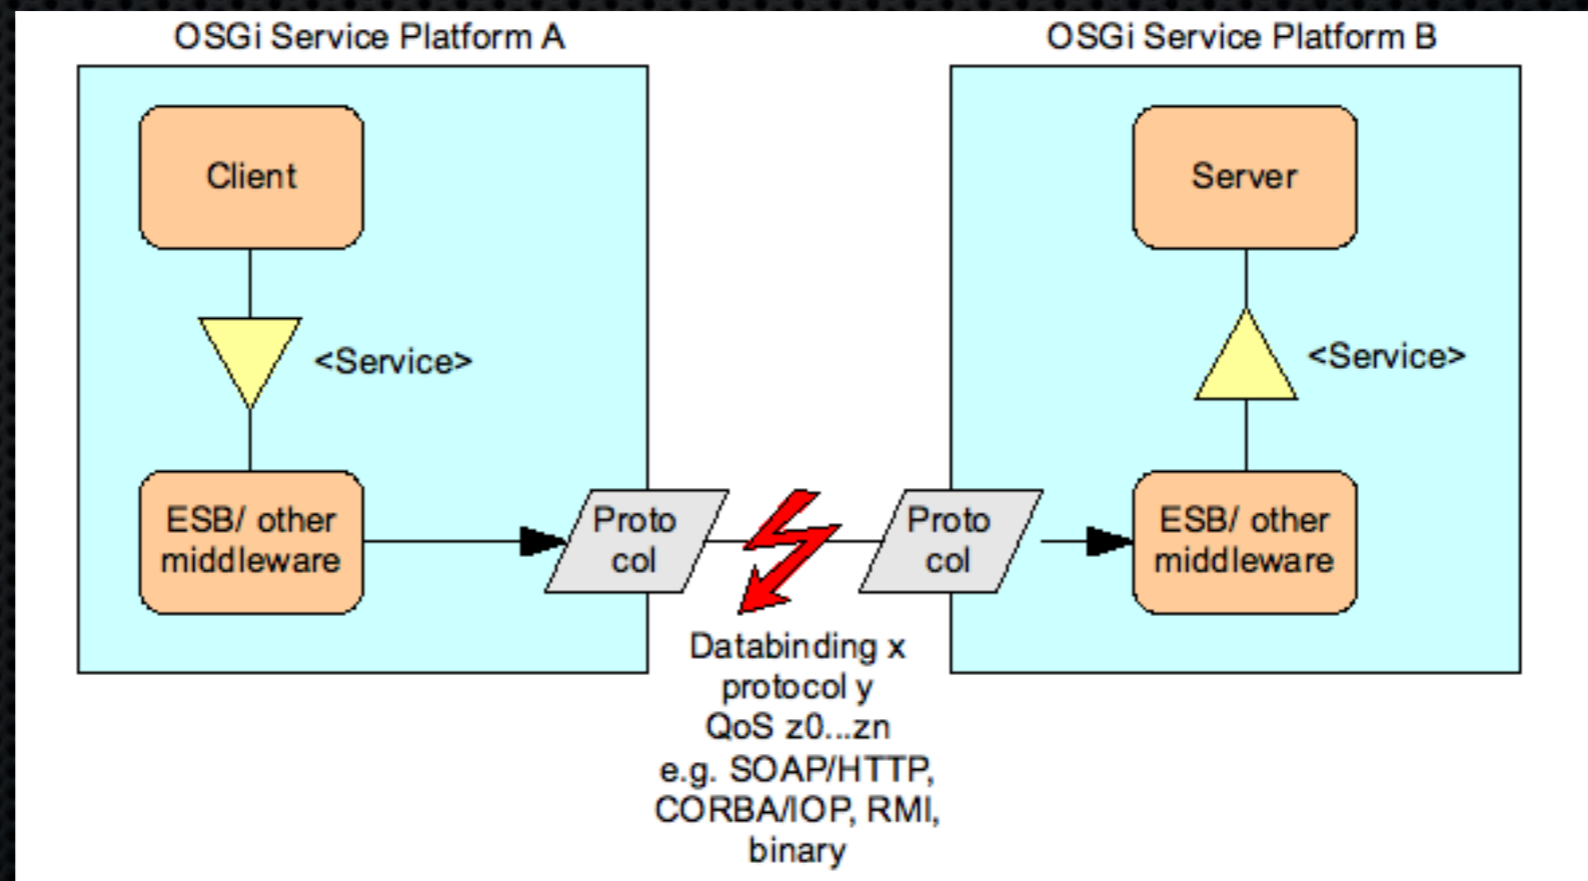 OSGi Service Platform A
OSGi Service Platform B
Client
Server
<Service>
<Service>
ESB/ other
middleware
Proto
col
Proto
col
ESB/ other
middleware
Databinding x
protocol y
QoS z0...zn
e.g. SOAP/HTTP,
CORBA/IOP, RMI,
binary